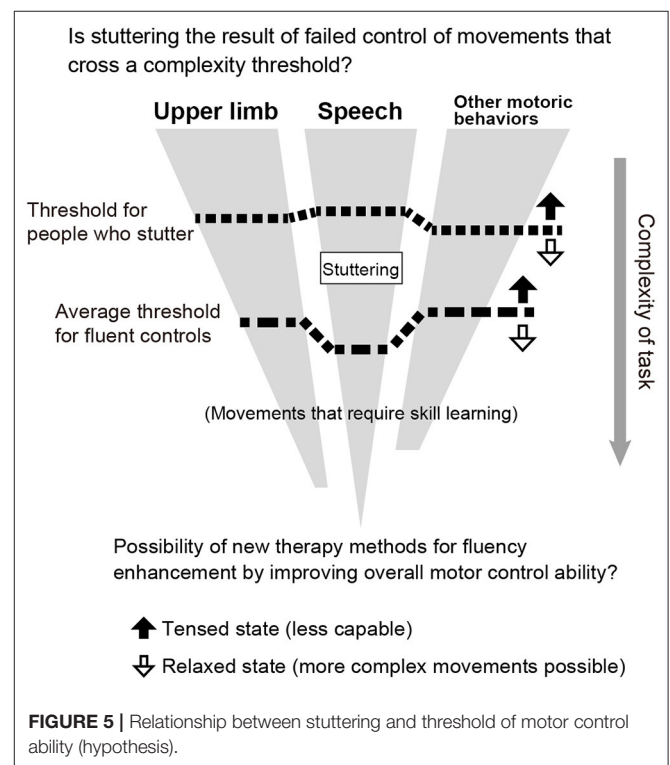 Is stuttering the result of failed control of movements that
cross a complexity threshold?
Upper limb
Speech
Other motoric
behaviors
Threshold for
people who stutter
Stuttering
Average threshold
for fluent controls
Complexity of task
(Movements that require skill learning)
Possibility of new therapy methods for fluency
enhancement by improving overall motor control ability?
Tensed state (less capable)
Relaxed state (more complex movements possible)
FIGURE 5 | Relationship between stuttering and threshold of motor control
ability (hypothesis).